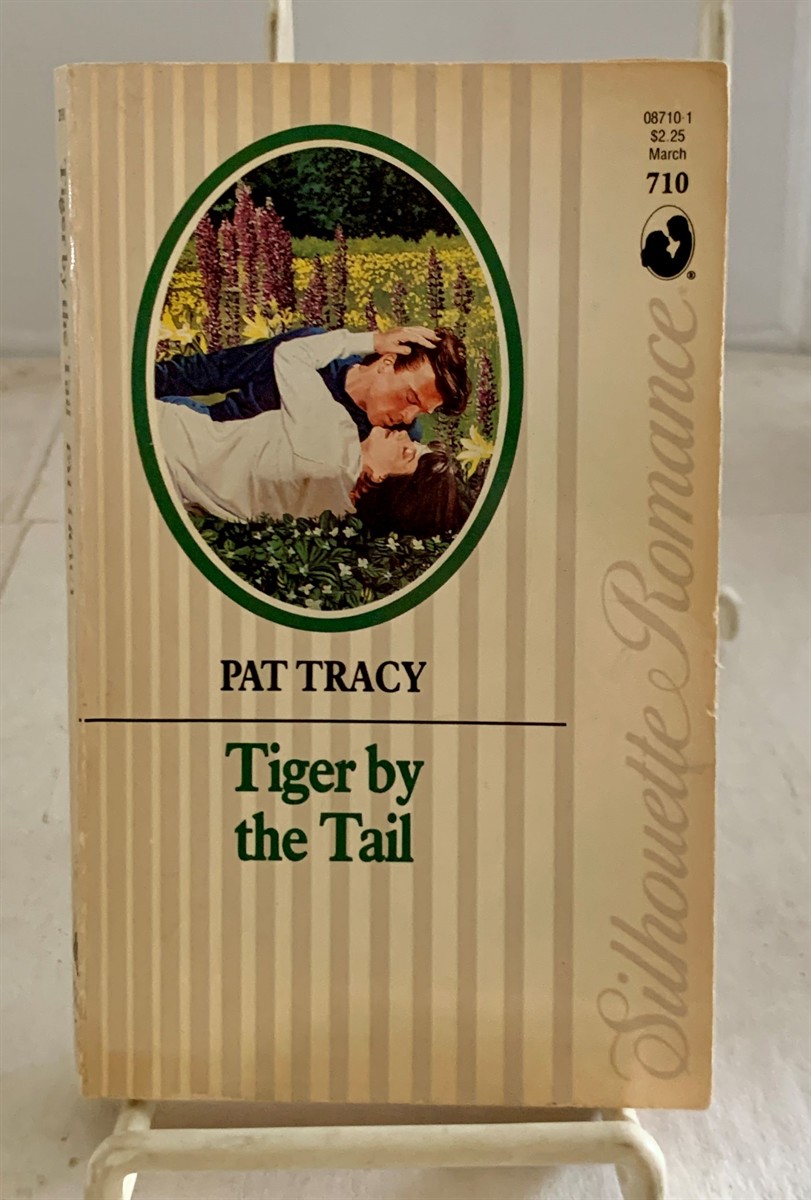 08710-1
$2.25
March
710
®
Silhouette Romance®
PAT TRACY
Tiger by
the Tail